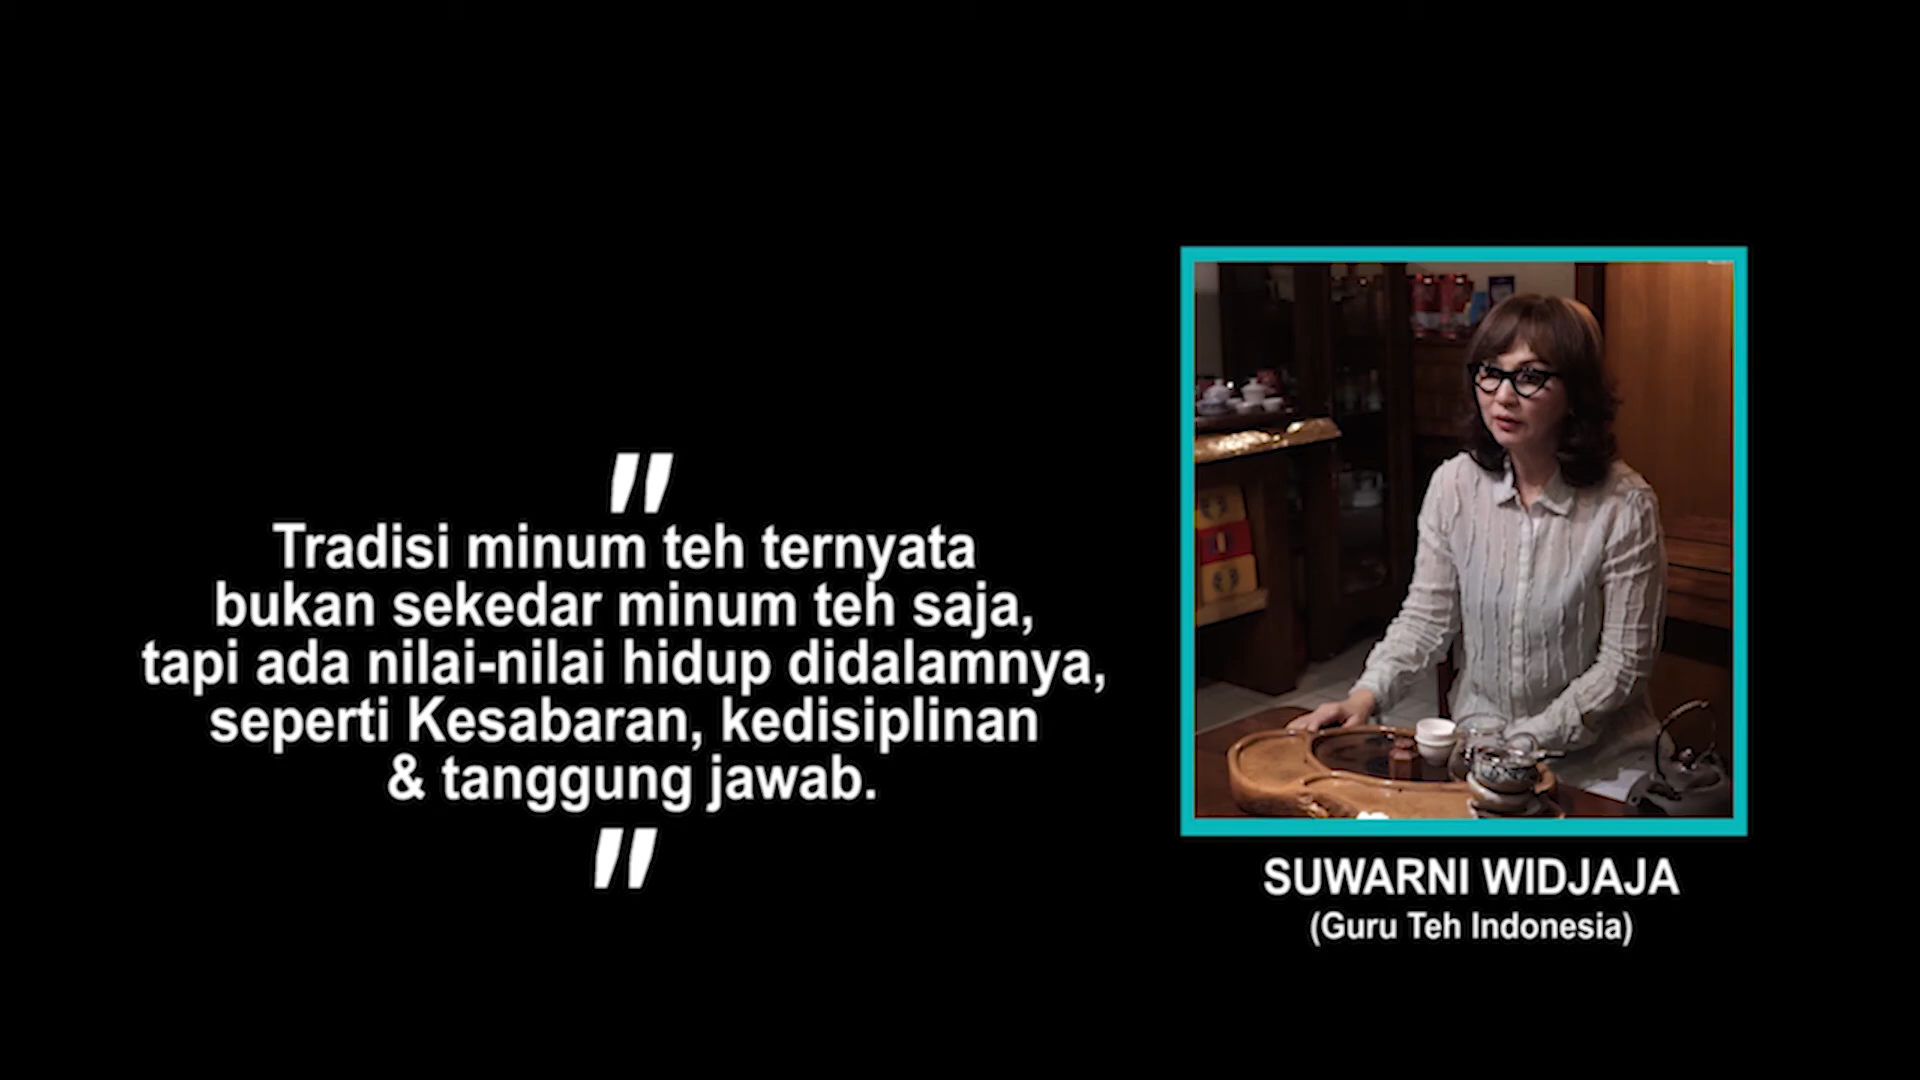 "
Tradisi minum teh ternyata
bukan sekedar minum teh saja,
tapi ada nilai-nilai hidup didalamnya,
seperti Kesabaran, kedisiplinan
& tanggung jawab.
"
SUWARNI WIDJAJA
(Guru Teh Indonesia)